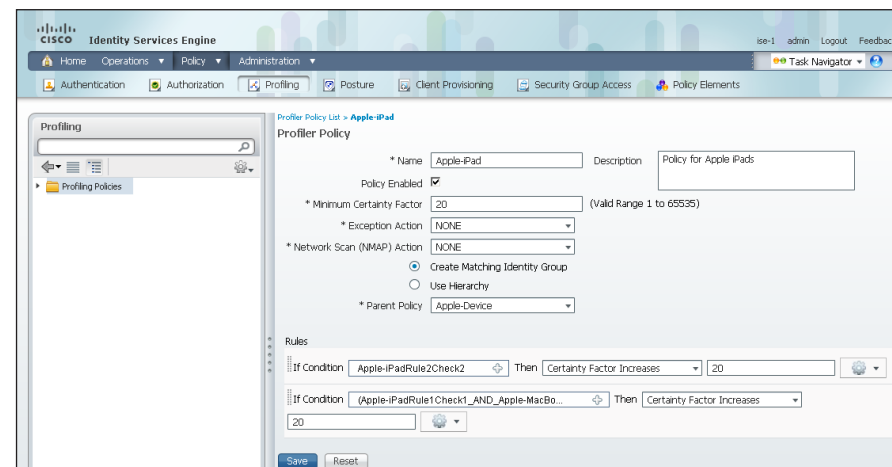 CISCO Identity Services Engine
ise-1 admin Logout Feedbac
Home Operations Policy Administration
Task Navigator
Authentication Authorization Profiling Posture Client Provisioning Security Group Access Policy Elements
Profiling
Profiling Policies
Profiler Policy List > Apple-iPad
Profiler Policy
* Name Apple-iPad Description Policy for Apple iPads
Policy Enabled
* Minimum Certainty Factor 20 (Valid Range 1 to 65535)
* Exception Action NONE
* Network Scan (NMAP) Action NONE
Create Matching Identity Group
Use Hierarchy
* Parent Policy Apple-Device
Rules
If Condition Apple-iPadRule2Check2 Then Certainty Factor Increases 20
If Condition (Apple-iPadRule1Check1_AND_Apple-MacBo... Then Certainty Factor Increases
20
Save Reset